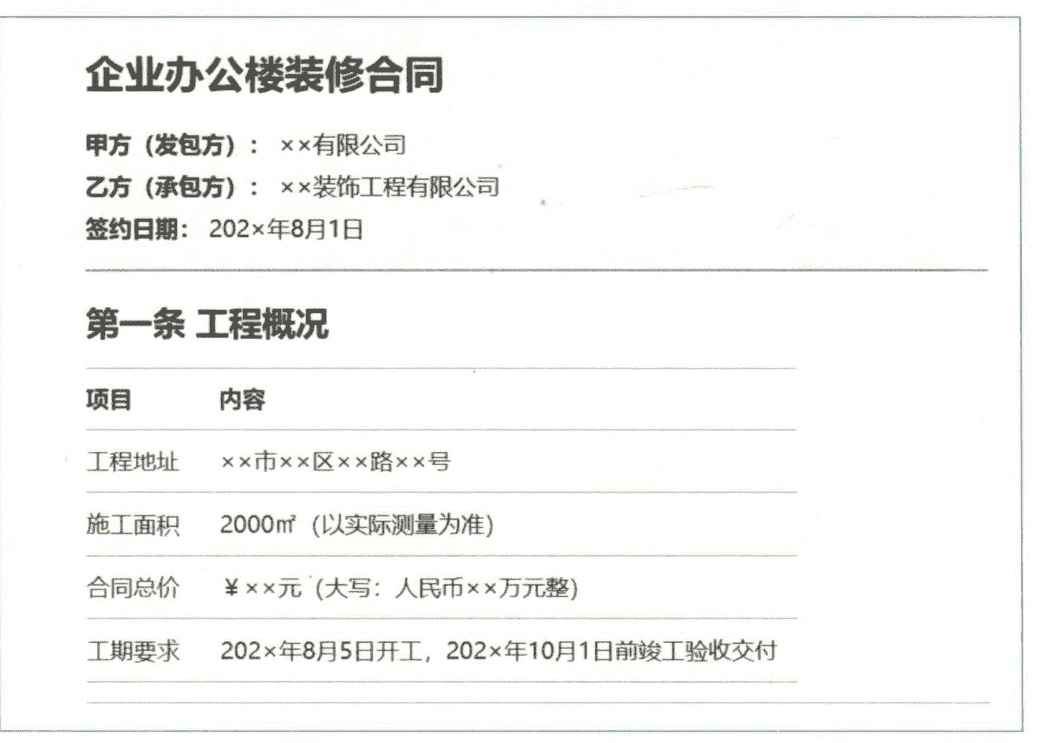 企业办公楼装修合同
甲方（发包方）： ××有限公司
乙方（承包方）： ××装饰工程有限公司
签约日期： 202×年8月1日
第一条 工程概况
项目 内容
工程地址 ××市××区××路××号
施工面积 2000㎡（以实际测量为准）
合同总价 ￥××元（大写：人民币××万元整）
工期要求 202×年8月5日开工，202×年10月1日前竣工验收交付